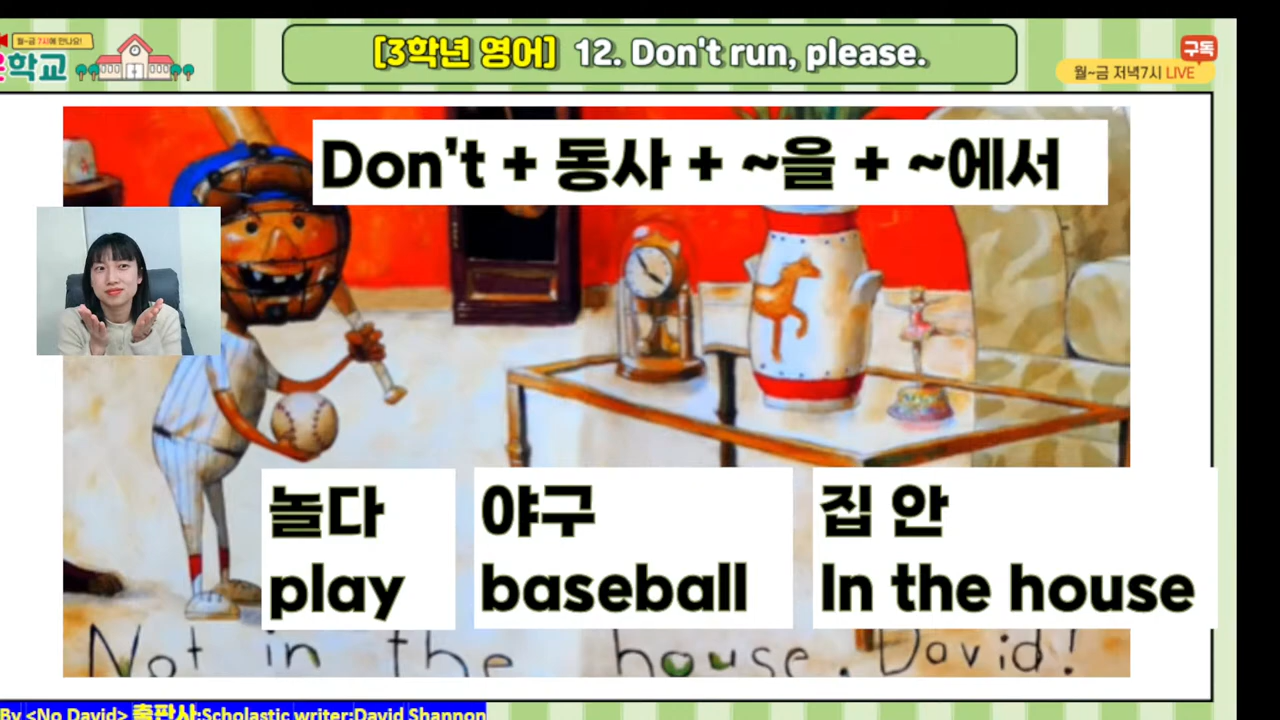 월~금 7시에 만나요!
학교
[3학년 영어] 12. Don't run, please.
구독
월~금 저녁7시 LIVE
Don't + 동사 + ~을 + ~에서
놀다
play
야구
baseball
집 안
In the house
Not in the house, David!
By <No David> 출판사:Scholastic writer:David Shannon